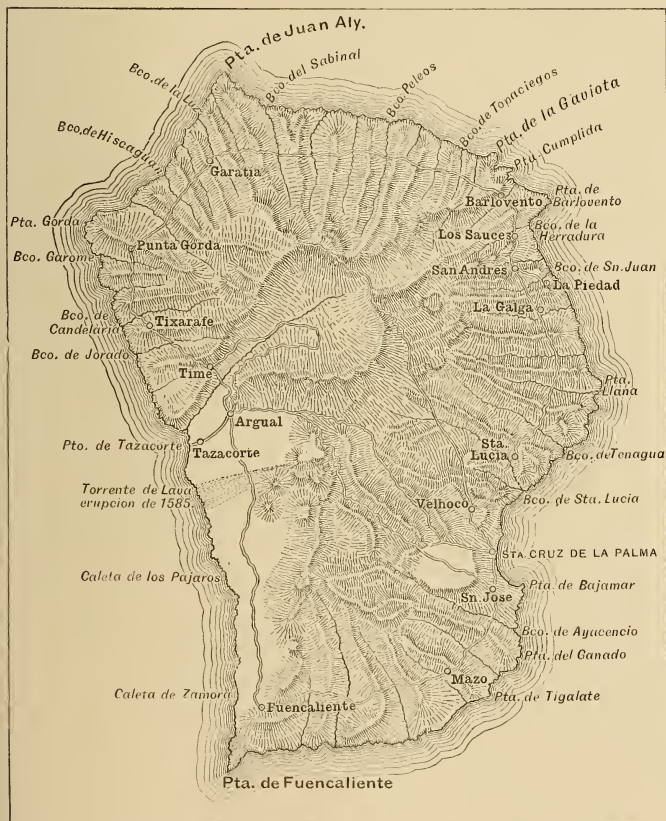 Pta. de Juan Aly.
Bco. de la Luz
Bco. del Sabinal
Bco. Peleos
Bco. de Topaciegos
Pta. de la Gaviota
Pta. Cumplida
Bco. de Hiscaguan
Garatia
Pta. de
Barlovento
Barlovento
Pta. Gorda
Punta Gorda
Los Sauces
Bco. de la
Herradura
Bco. Garome
San Andres
Bco. de Sn. Juan
La Piedad
La Galga
Bco. de
Candelaria
Tixarafe
Bco. de Jorado
Time
Pta.
Llana
Argual
Pto. de Tazacorte
Tazacorte
Sta.
Lucia
Bco. de Tenagua
Torrente de Lava
erupcion de 1585.
Velhoco
Bco. de Sta. Lucia
STA. CRUZ DE LA PALMA
Caleta de los Pajaros
Sn. Jose
Pta. de Bajamar
Bco. de Ayacencio
Pta. del Ganado
Mazo
Caleta de Zamora
Pta. de Tigalate
Fuencaliente
Pta. de Fuencaliente